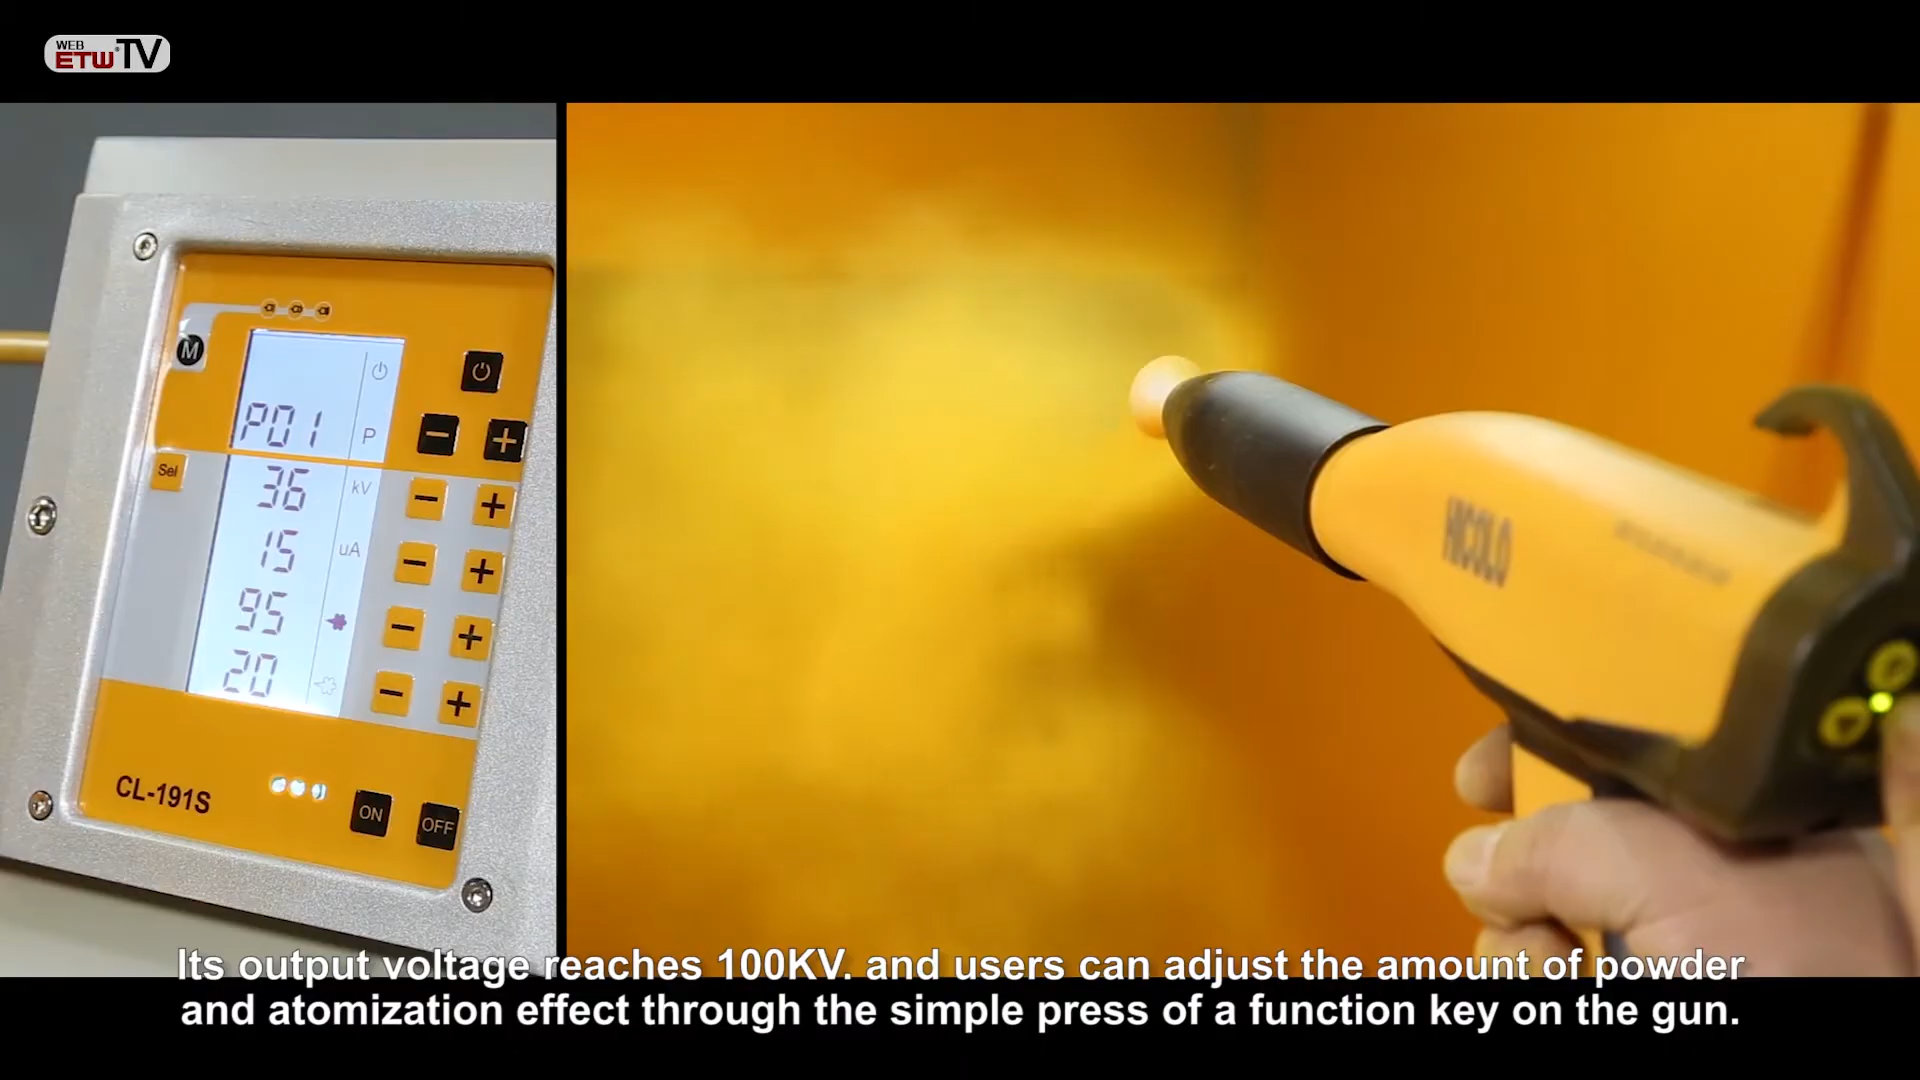 WEB
ETW®TV
M
P01
P
Sel
36 kV
15 uA
95
20
CL-191S
ON
OFF
HICOLO
Its output voltage reaches 100KV. and users can adjust the amount of powder
and atomization effect through the simple press of a function key on the gun.